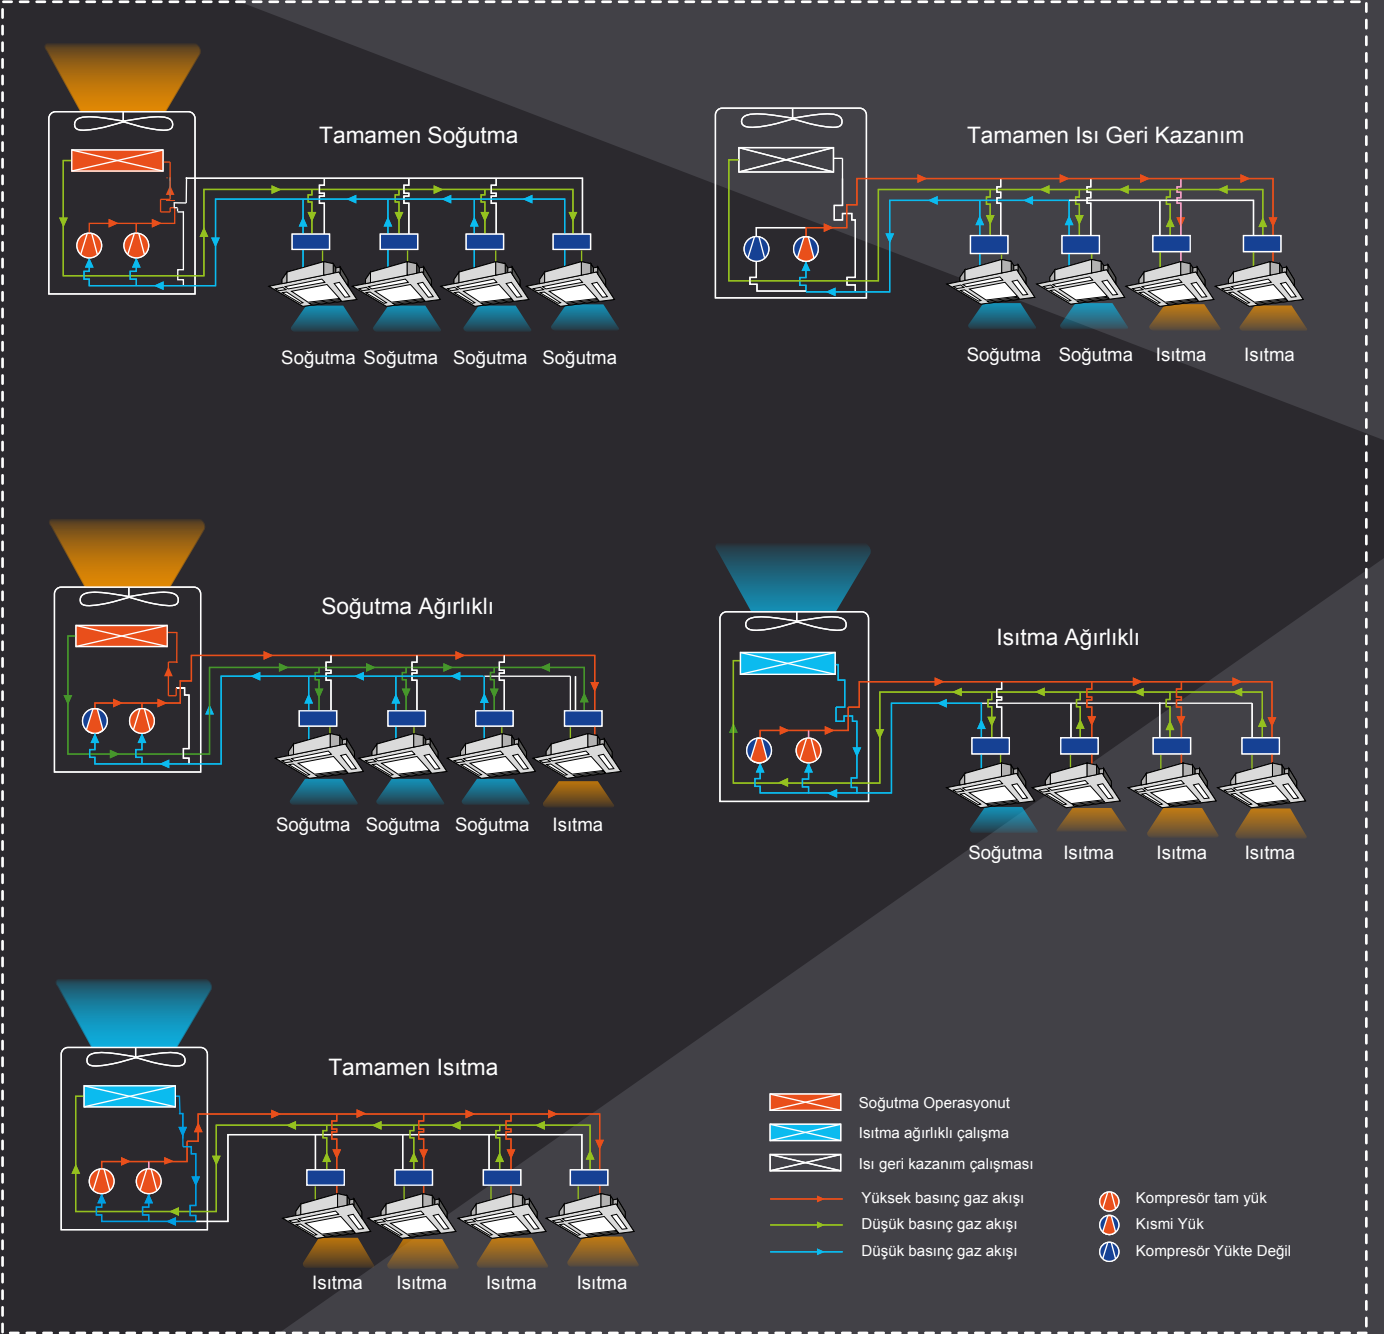 Tamamen Soğutma
Soğutma Soğutma Soğutma Soğutma
Tamamen Isı Geri Kazanım
Soğutma Soğutma Isıtma Isıtma
Soğutma Ağırlıklı
Soğutma Soğutma Soğutma Isıtma
Isıtma Ağırlıklı
Soğutma Isıtma Isıtma Isıtma
Tamamen Isıtma
Isıtma Isıtma Isıtma Isıtma
Soğutma Operasyonut
Isıtma ağırlıklı çalışma
Isı geri kazanım çalışması
Yüksek basınç gaz akışı
Düşük basınç gaz akışı
Düşük basınç gaz akışı
Kompresör tam yük
Kısmi Yük
Kompresör Yükte Değil